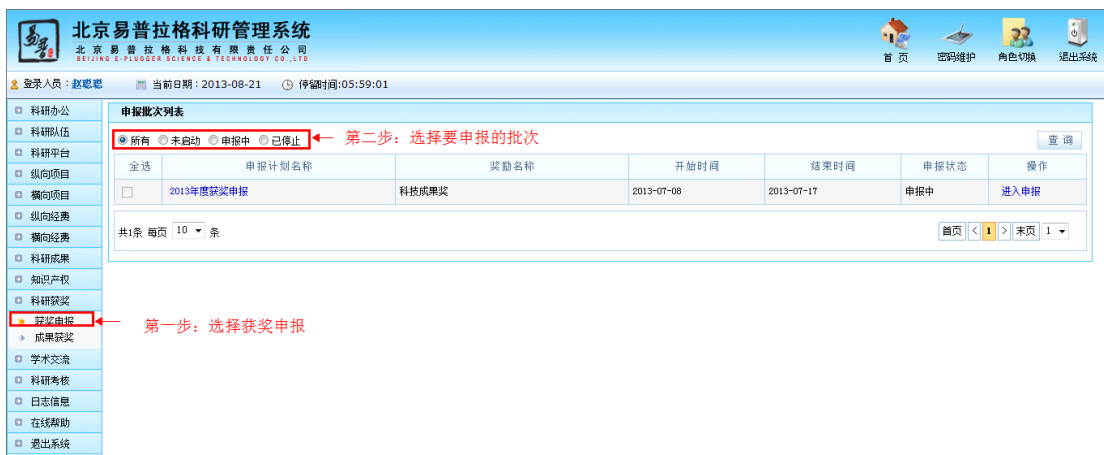 北京易普拉格科研管理系统
北京易普拉格科技有限责任公司
BEIJING E-PLUGGER SCIENCE & TECHNOLOGY CO.,LTD
首 页 密码维护 角色切换 退出系统
登录人员：赵聪聪 当前日期：2013-08-21 停留时间:05:59:01
科研办公
科研队伍
科研平台
纵向项目
横向项目
纵向经费
横向经费
科研成果
知识产权
科研获奖
获奖申报
成果获奖
学术交流
科研考核
日志信息
在线帮助
退出系统
申报批次列表
所有 未启动 申报中 已停止 第二步：选择要申报的批次 查 询
全选 申报计划名称 奖励名称 开始时间 结束时间 申报状态 操作
2013年度获奖申报 科技成果奖 2013-07-08 2013-07-17 申报中 进入申报
共1条 每页 10 条 首页 < 1 > 末页 1
第一步：选择获奖申报